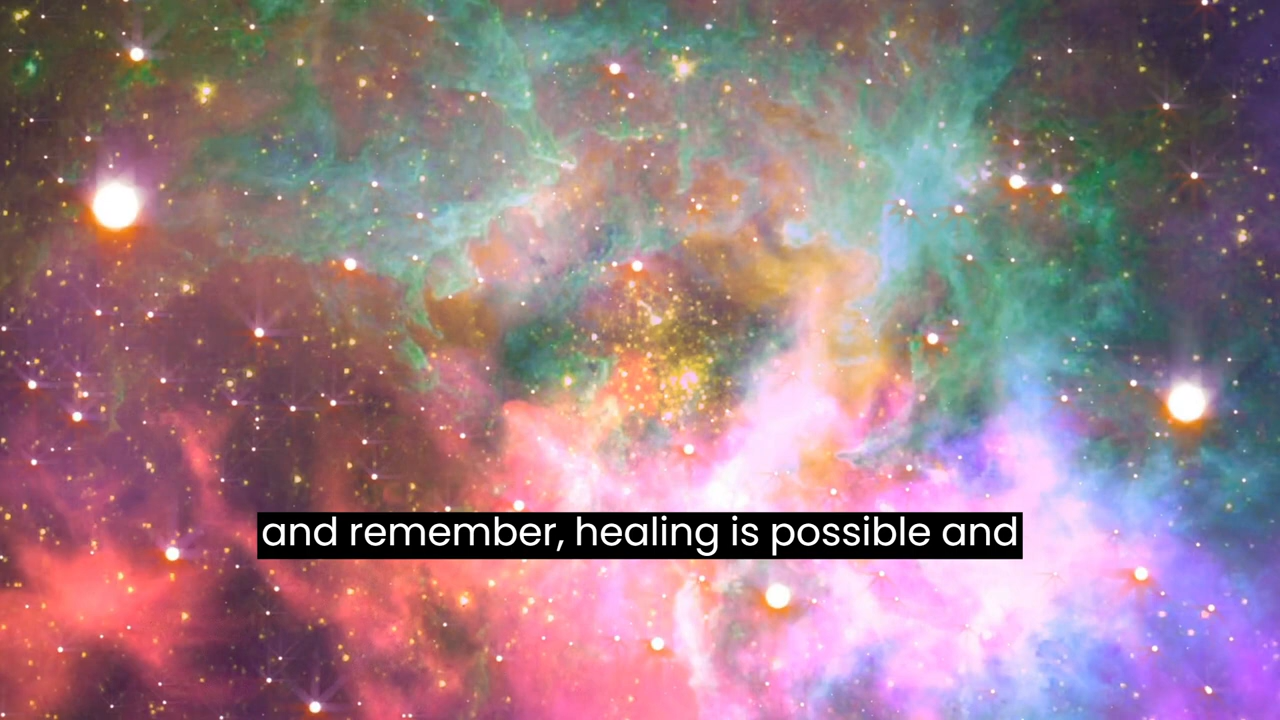 and remember, healing is possible and